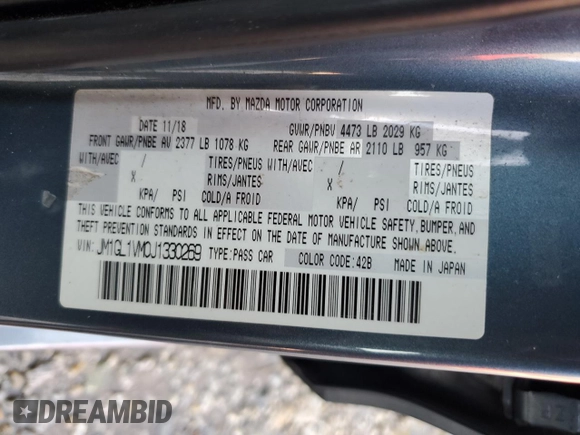 MFD. BY MAZDA MOTOR CORPORATION
DATE 11/18 GVWR/PNBV 4473 LB 2029 KG
FRONT GAWR/PNBE AV 2377 LB 1078 KG REAR GAWR/PNBE AR 2110 LB 957 KG
WITH/AVEC / TIRES/PNEUS WITH/AVEC / TIRES/PNEUS
X RIMS/JANTES X RIMS/JANTES
KPA/ PSI COLD/A FROID KPA/ PSI COLD/A FROID
THIS VEHICLE CONFORMS TO ALL APPLICABLE FEDERAL MOTOR VEHICLE SAFETY, BUMPER, AND
THEFT PREVENTION STANDARDS IN EFFECT ON THE DATE OF MANUFACTURE SHOWN ABOVE.
VIN: JM1GL1VM0J1330269 TYPE:PASS CAR COLOR CODE:42B MADE IN JAPAN
DREAMBID